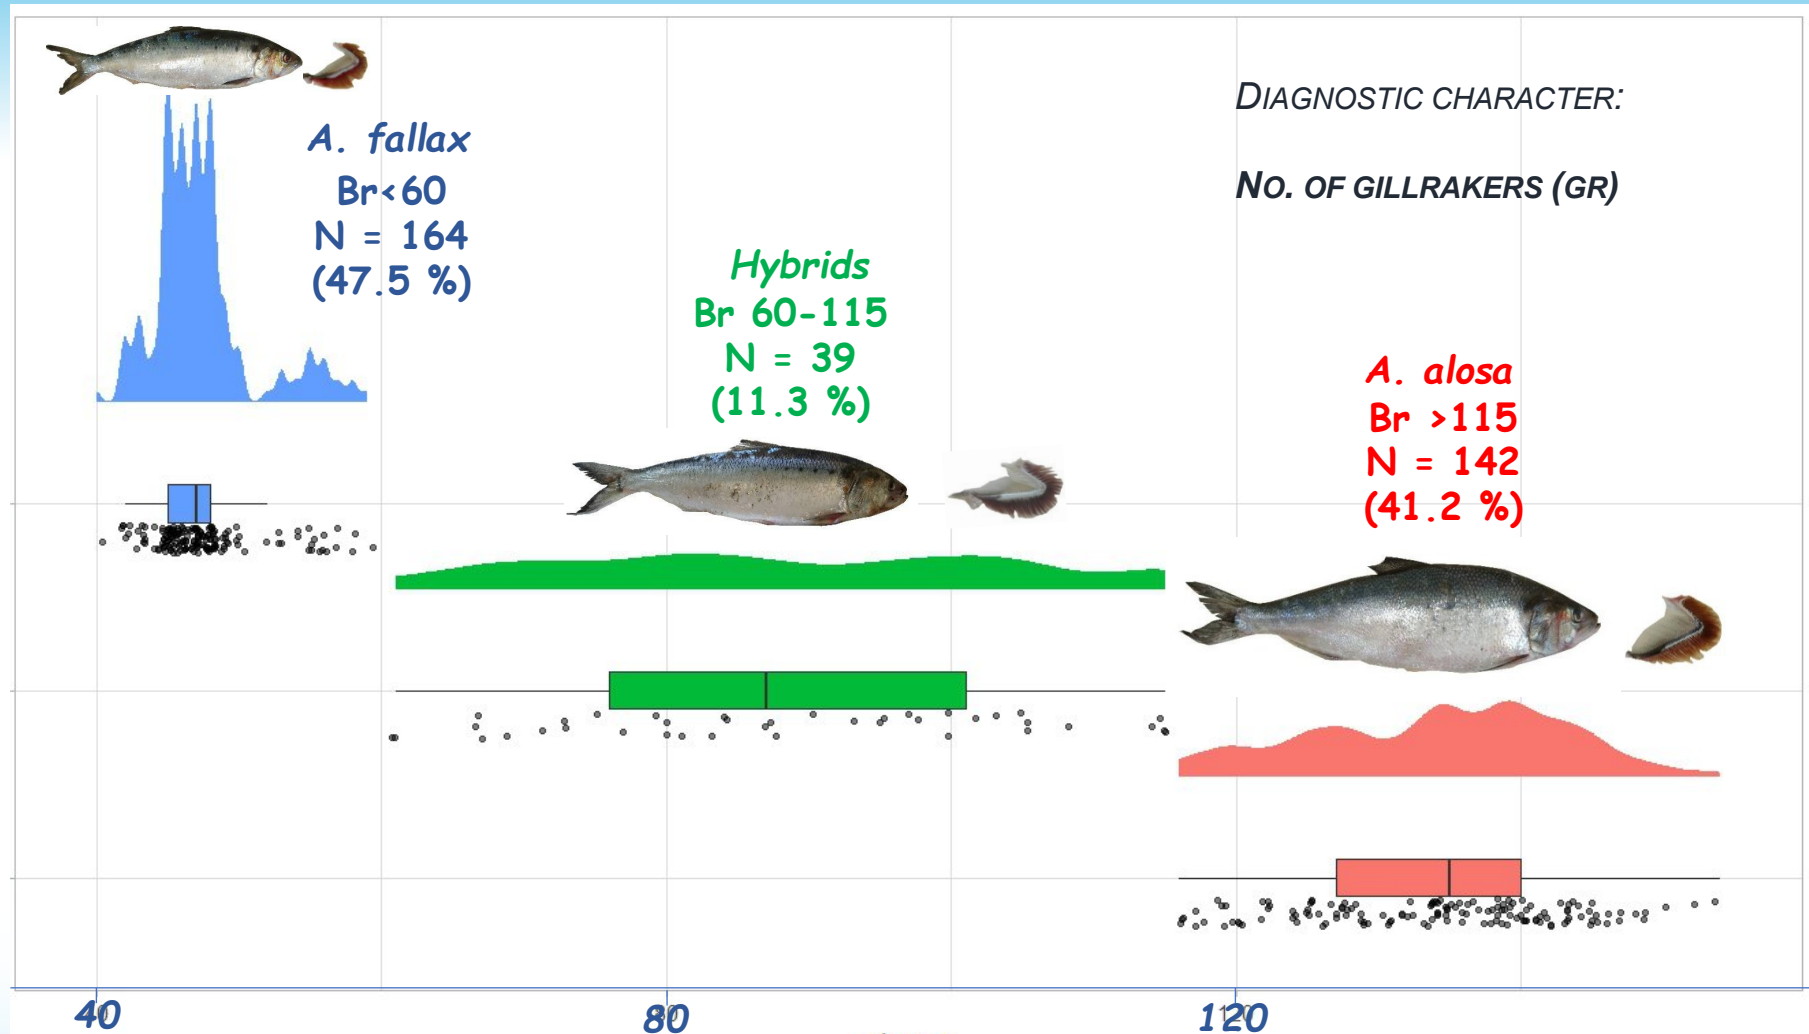 DIAGNOSTIC CHARACTER:
NO. OF GILLRAKERS (GR)
A. fallax
Br<60
N = 164
(47.5 %)
Hybrids
Br 60-115
N = 39
(11.3 %)
A. alosa
Br >115
N = 142
(41.2 %)
40
80
120